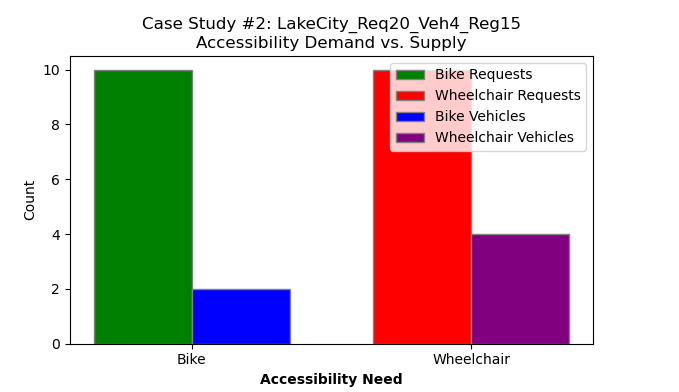 Case Study #2: LakeCity_Req20_Veh4_Reg15
Accessibility Demand vs. Supply
10
8
6
4
2
0
Count
Bike Requests
Wheelchair Requests
Bike Vehicles
Wheelchair Vehicles
Bike
Wheelchair
Accessibility Need